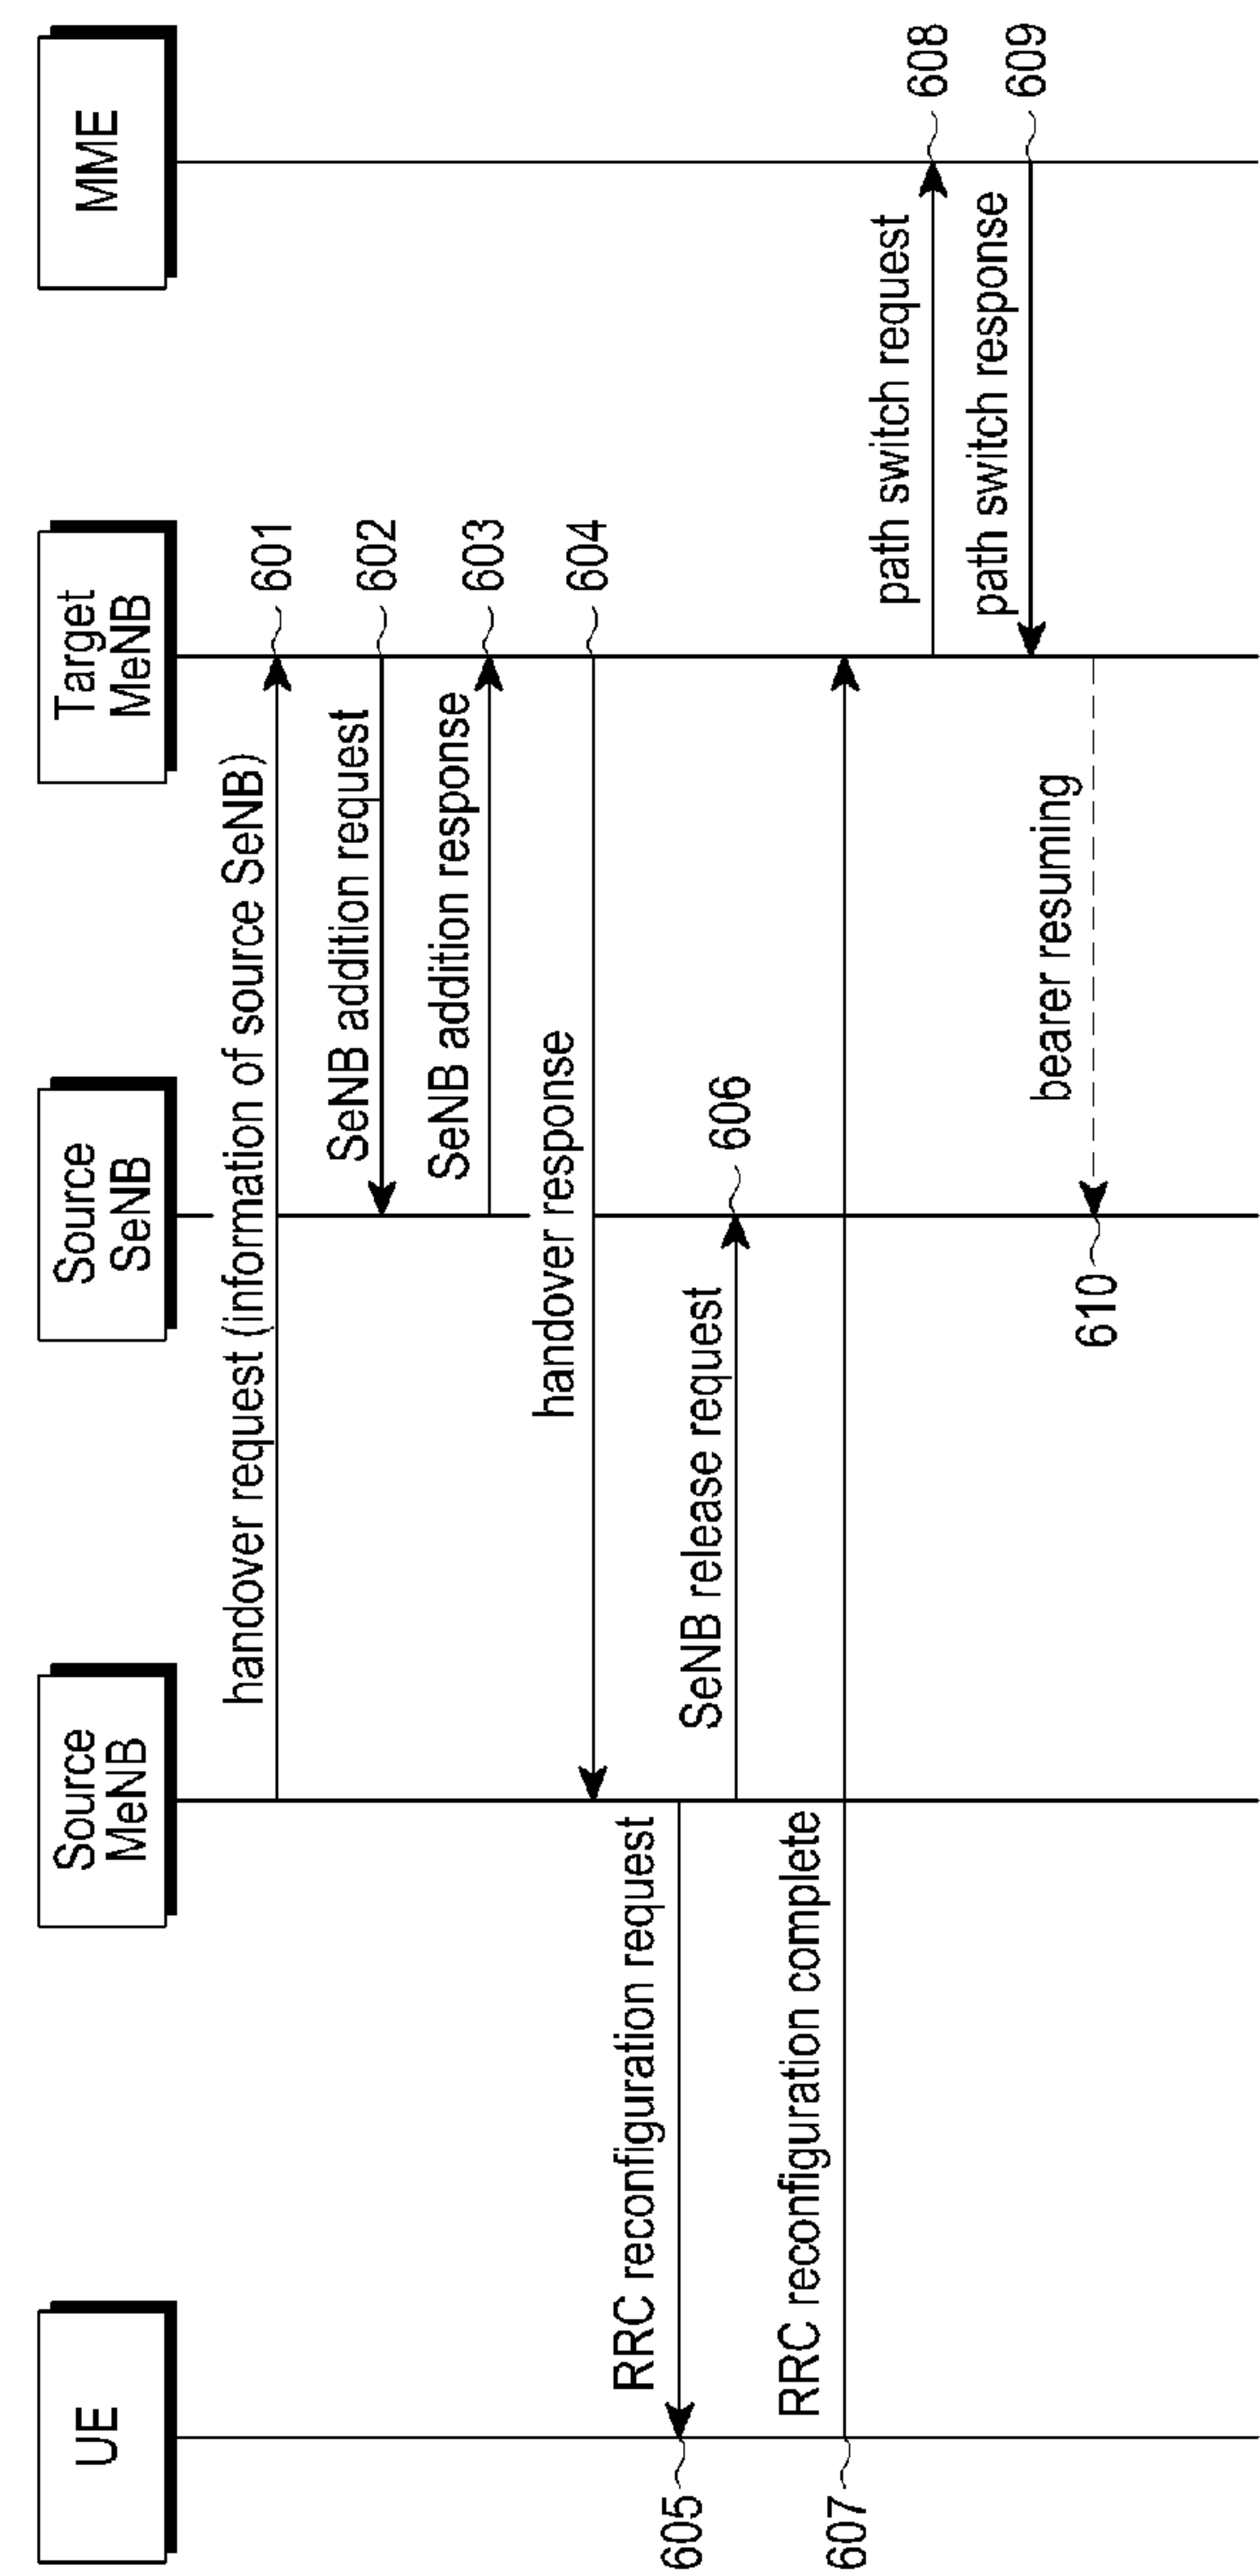 UE
Source
MeNB
Source
SeNB
Target
MeNB
MME
handover request (information of source SeNB)
601
SeNB addition request
602
SeNB addition response
603
handover response
604
605
RRC reconfiguration request
SeNB release request
606
607
RRC reconfiguration complete
path switch request
608
path switch response
609
610
bearer resuming